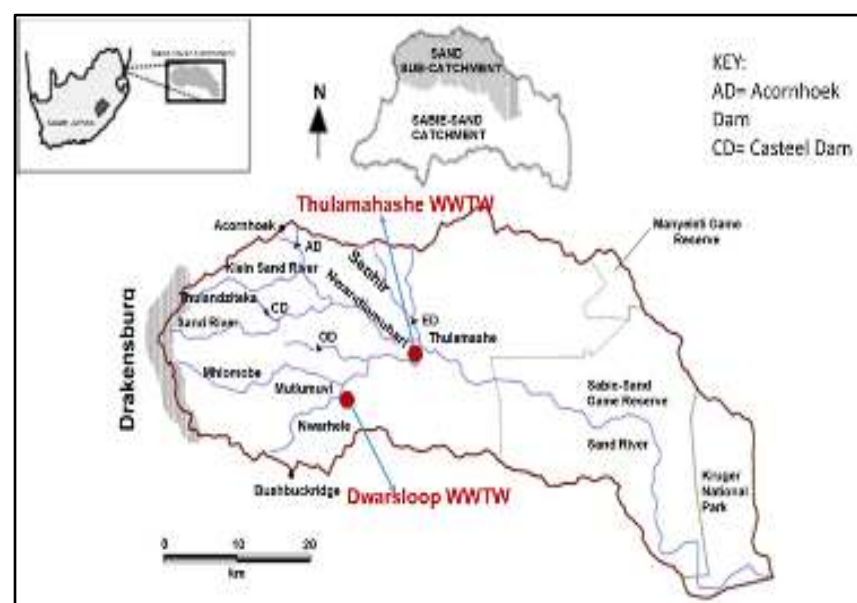 SAND
SUB-CATCHMENT
SABIE-SAND
CATCHMENT
N
KEY:
AD= Acornhoek
Dam
CD= Casteel Dam
Thulamahashe WWTW
Acornhoek
AD
Klein Sand River
Thulandziteka
CD
Sand River
OD
ED
Thulamashe
Mutlumuvi
Nwarhele
Bushbuckridge
Dwarsloop WWTW
Drakensburg
Manyeleti Game
Reserve
Sabie-Sand
Game Reserve
Sand River
Kruger
National
Park
0 10 20
km